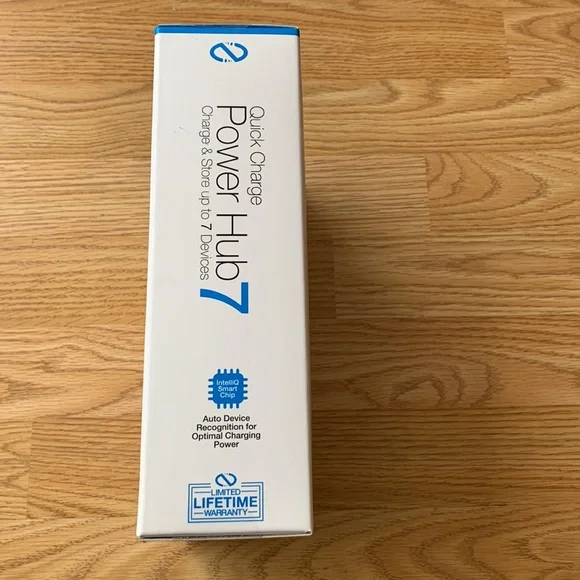 Quick Charge
Power Hub 7
Charge & Store up to 7 Devices
IntelliQ
Smart
Chip
Auto Device
Recognition for
Optimal Charging
Power
LIMITED
LIFETIME
WARRANTY